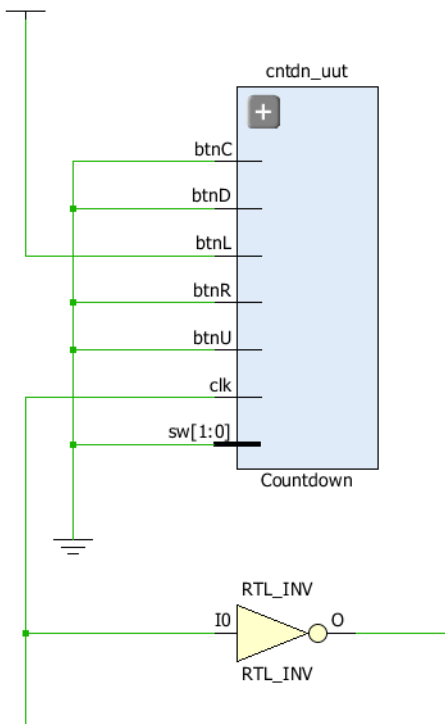 cntdn_uut
+
btnC
btnD
btnL
btnR
btnU
clk
sw[1:0]
Countdown
RTL_INV
I0
O
RTL_INV